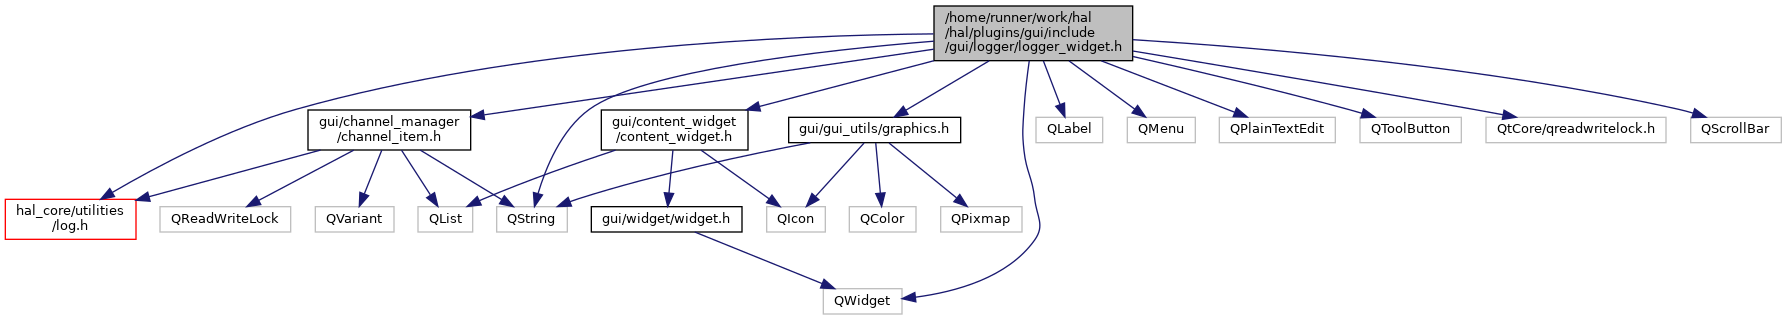 /home/runner/work/hal
/hal/plugins/gui/include
/gui/logger/logger_widget.h
gui/channel_manager
/channel_item.h
gui/content_widget
/content_widget.h
gui/gui_utils/graphics.h
QLabel
QMenu
QPlainTextEdit
QToolButton
QtCore/qreadwritelock.h
QScrollBar
hal_core/utilities
/log.h
QReadWriteLock
QVariant
QList
QString
gui/widget/widget.h
QIcon
QColor
QPixmap
QWidget